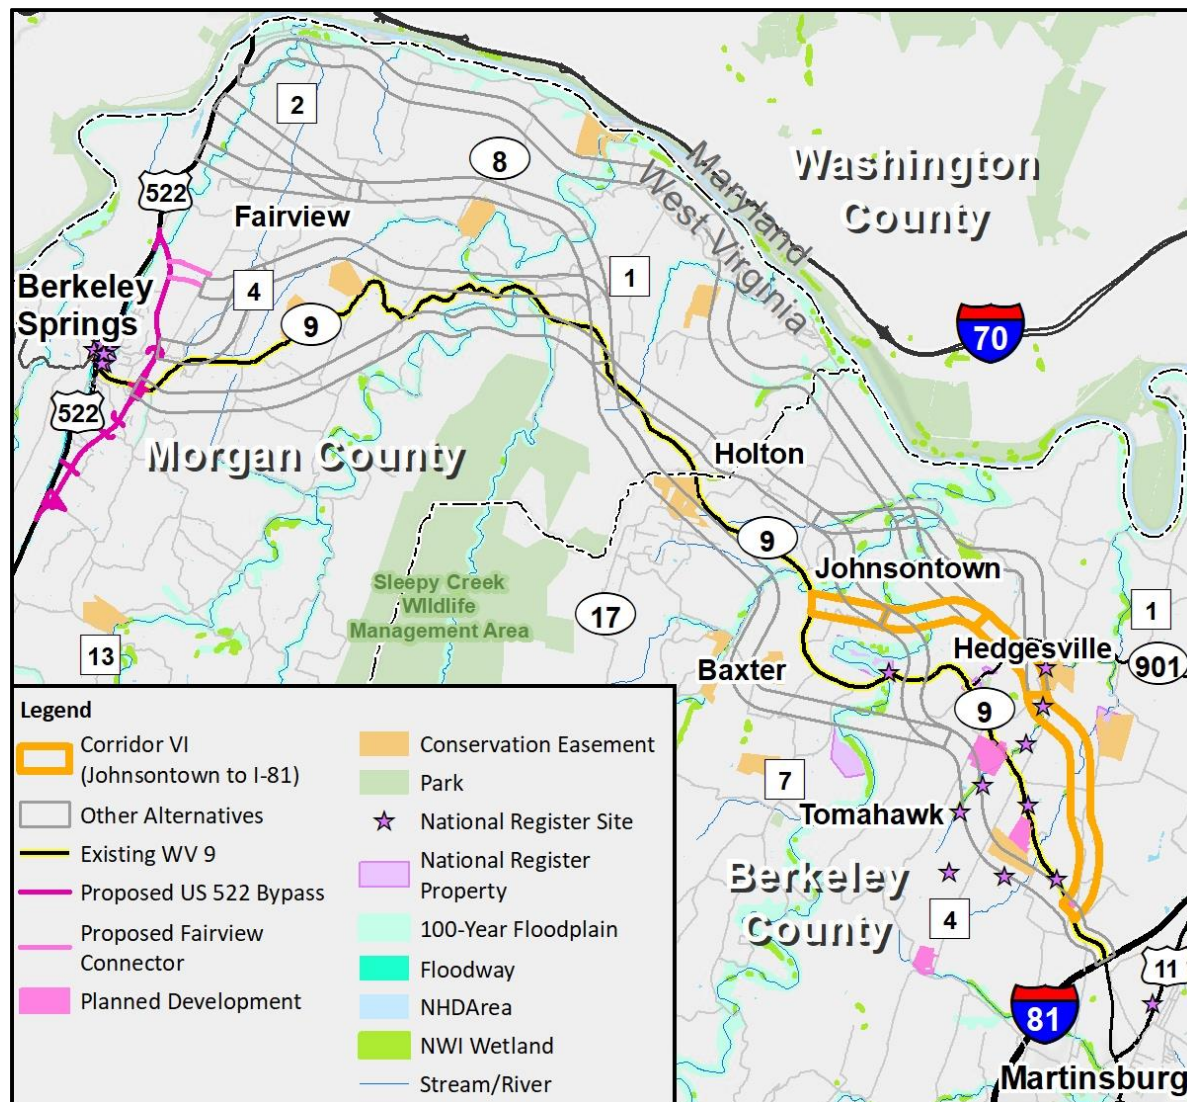 2
8
Maryland
West Virginia
Washington
County
522
Fairview
1
4
Berkeley
Springs
9
70
522
Morgan County
Holton
9
Johnsontown
Sleepy Creek
WIldlife
Management Area
17
1
13
Baxter
Hedgesville
901
9
7
Tomahawk
Berkeley
County
4
11
81
Martinsburg
Legend
Corridor VI
(Johnsontown to I-81)
Other Alternatives
Existing WV 9
Proposed US 522 Bypass
Proposed Fairview
Connector
Planned Development
Conservation Easement
Park
National Register Site
National Register
Property
100-Year Floodplain
Floodway
NHDArea
NWI Wetland
Stream/River